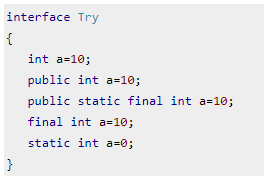 interface Try
{
int a=10;
public int a=10;
public static final int a=10;
final int a=10;
static int a=0;
}